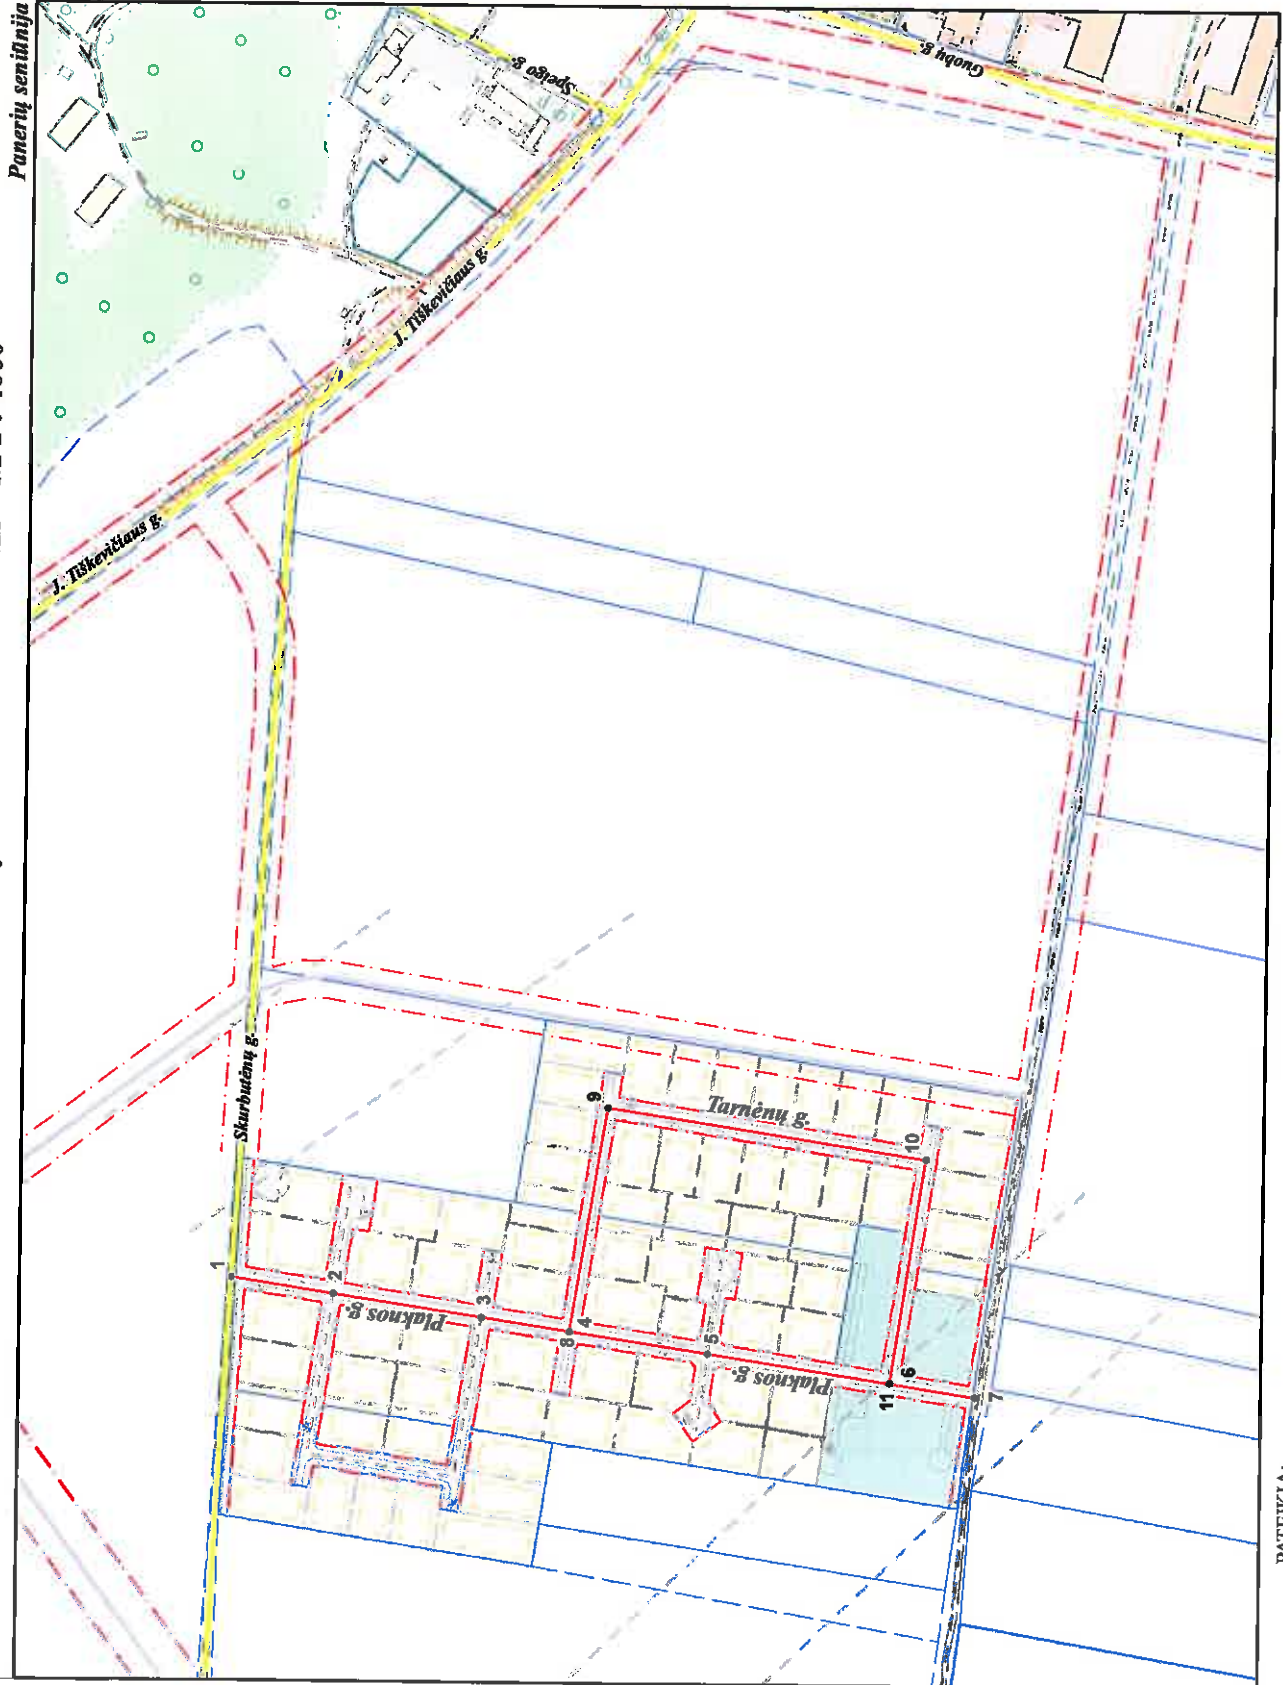 Panerių seniūnija
Speigo g.
Guobų g.
J. Tiškevičiaus g.
J. Tiškevičiaus g.
Skurbutėnų g.
1
2
Plaknos g.
3
4
8
5
Plaknos g.
6
11
7
9
Tarnėnų g.
10